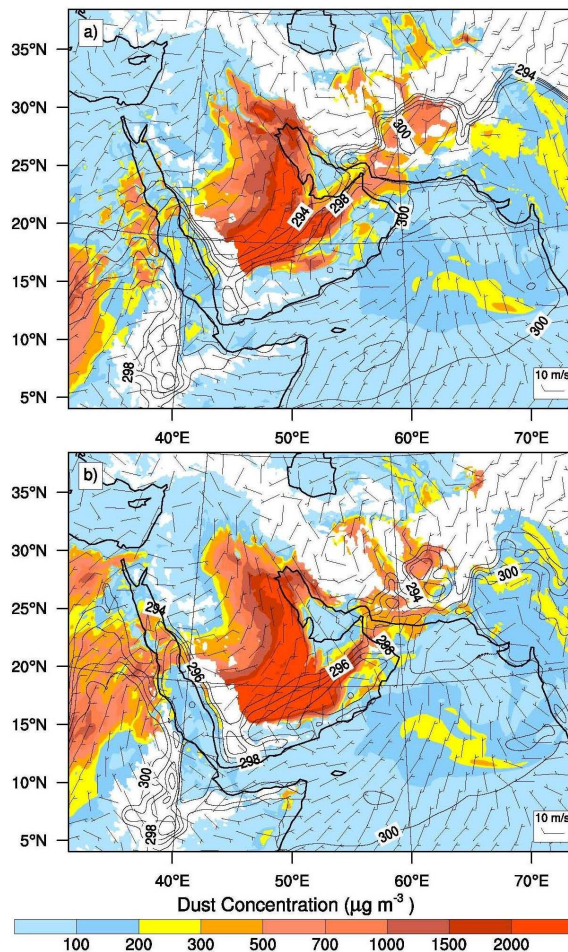 a)
35°N
30°N
25°N
20°N
15°N
10°N
5°N
294
300
294
298
300
300
298
10 m/s
40°E 50°E 60°E 70°E
b)
35°N
30°N
25°N
20°N
15°N
10°N
5°N
300
294
294
298
296
296
298
300
298
300
10 m/s
40°E 50°E 60°E 70°E
Dust Concentration (µg m⁻³)
100 200 300 500 700 1000 1500 2000